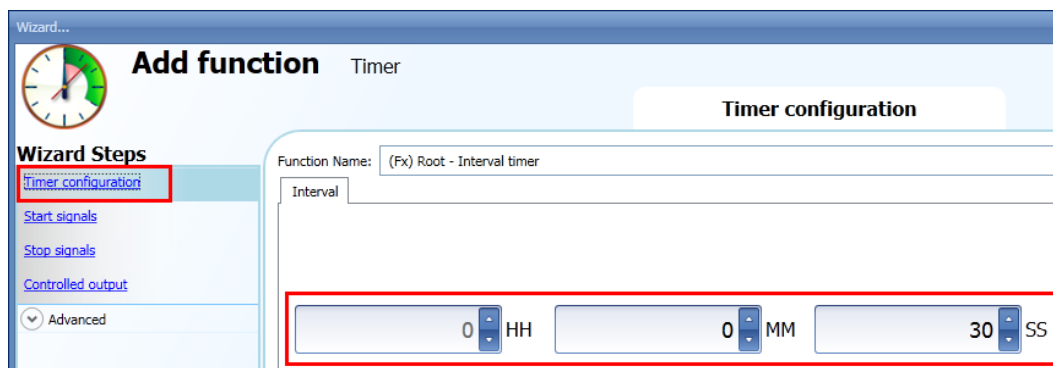 Wizard...
Add function Timer
Timer configuration
Wizard Steps
Timer configuration
Start signals
Stop signals
Controlled output
Advanced
Function Name: (Fx) Root - Interval timer
Interval
0 HH 0 MM 30 SS